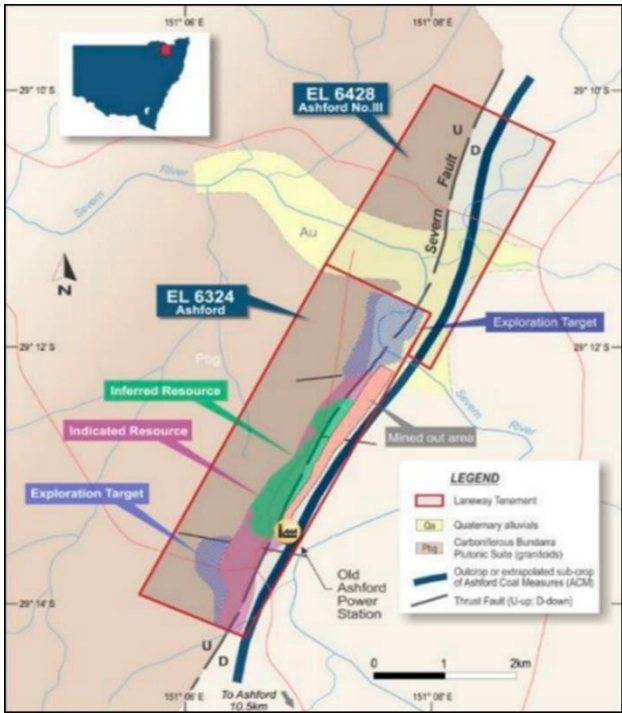 151° 06' E
151° 08' E
29° 10' S
29° 10' S
EL 6428
Ashford No.III
U
D
Severn Fault
Severn River
Au
N
EL 6324
Ashford
Exploration Target
29° 12' S
29° 12' S
Pbg
Inferred Resource
Severn River
Indicated Resource
Mined out area
Exploration Target
LEGEND
Laneway Tenement
Qa Quaternary alluvials
Pbg Carboniferous Bundarra
Plutonic Suite (granitoids)
Outcrop or extrapolated sub-crop
of Ashford Coal Measures (ACM)
Thrust Fault (U-up; D-down)
Old
Ashford
Power
Station
29° 14' S
U
D
0 1 2km
To Ashford
10.5km
151° 06' E
151° 08' E